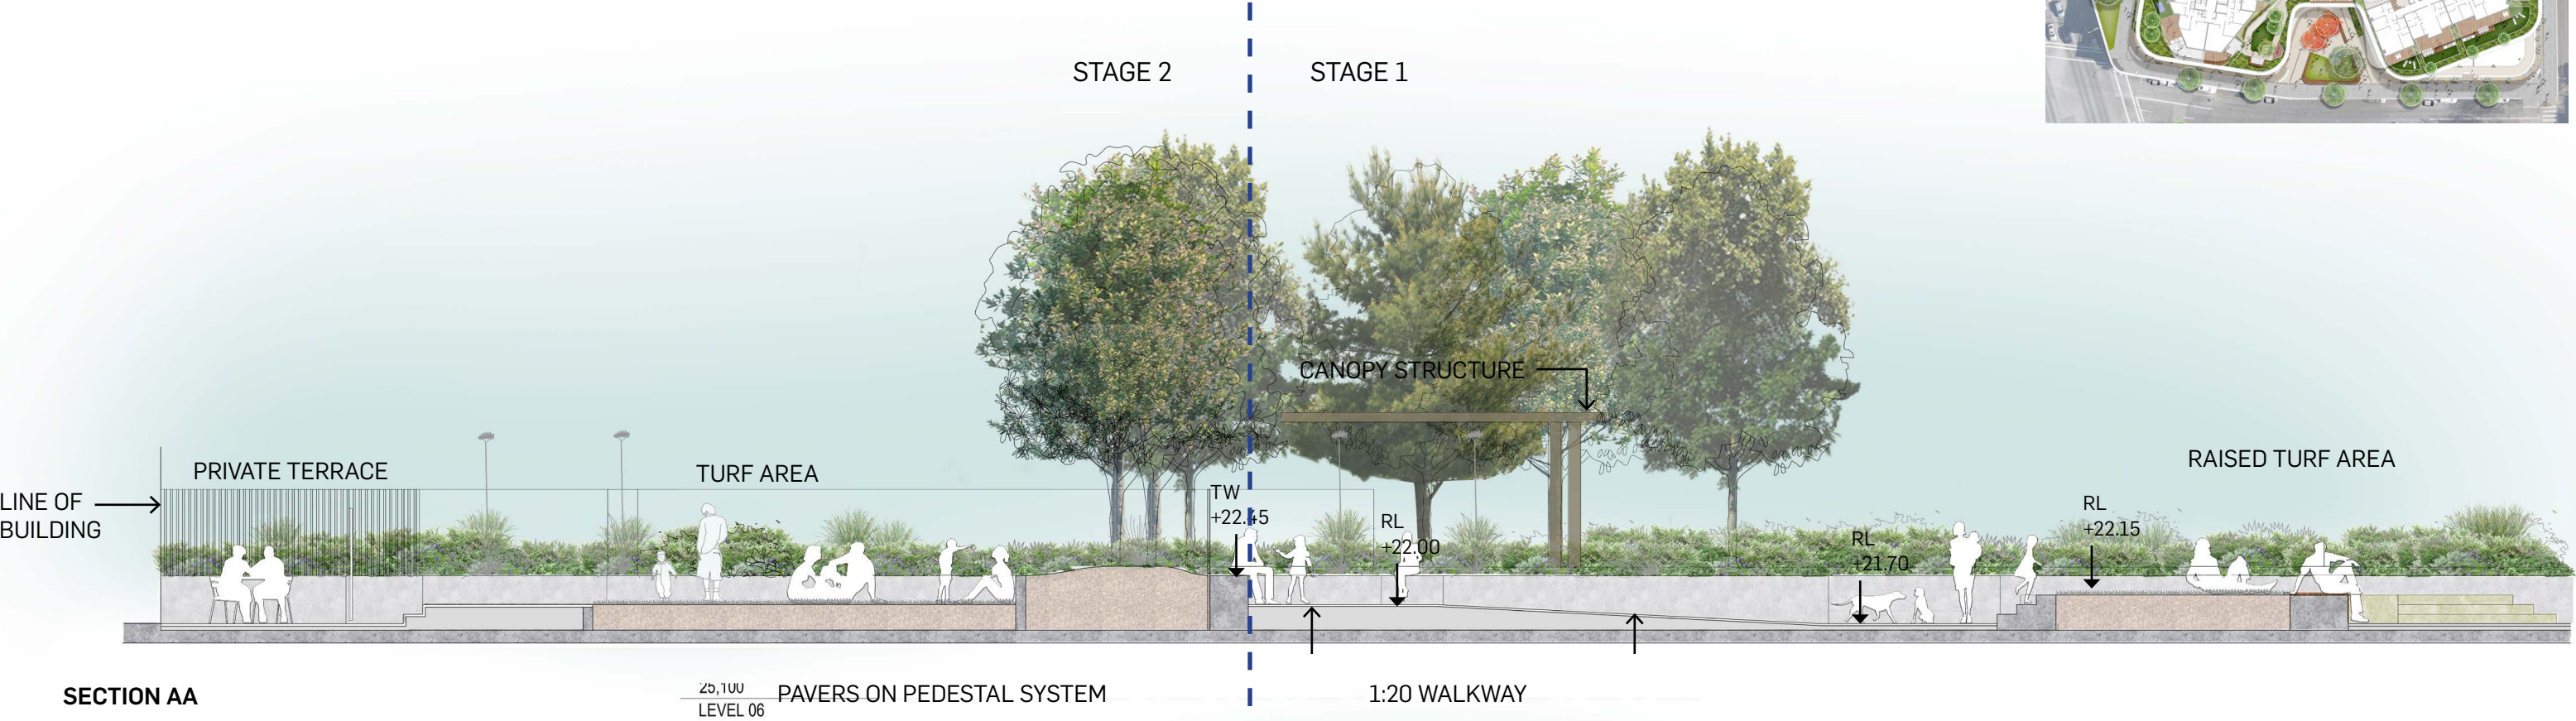 STAGE 2
STAGE 1
CANOPY STRUCTURE
PRIVATE TERRACE
TURF AREA
RAISED TURF AREA
LINE OF
BUILDING
TW
+22.45
RL
+22.00
RL
+21.70
RL
+22.15
SECTION AA
25,100
LEVEL 06
PAVERS ON PEDESTAL SYSTEM
1:20 WALKWAY